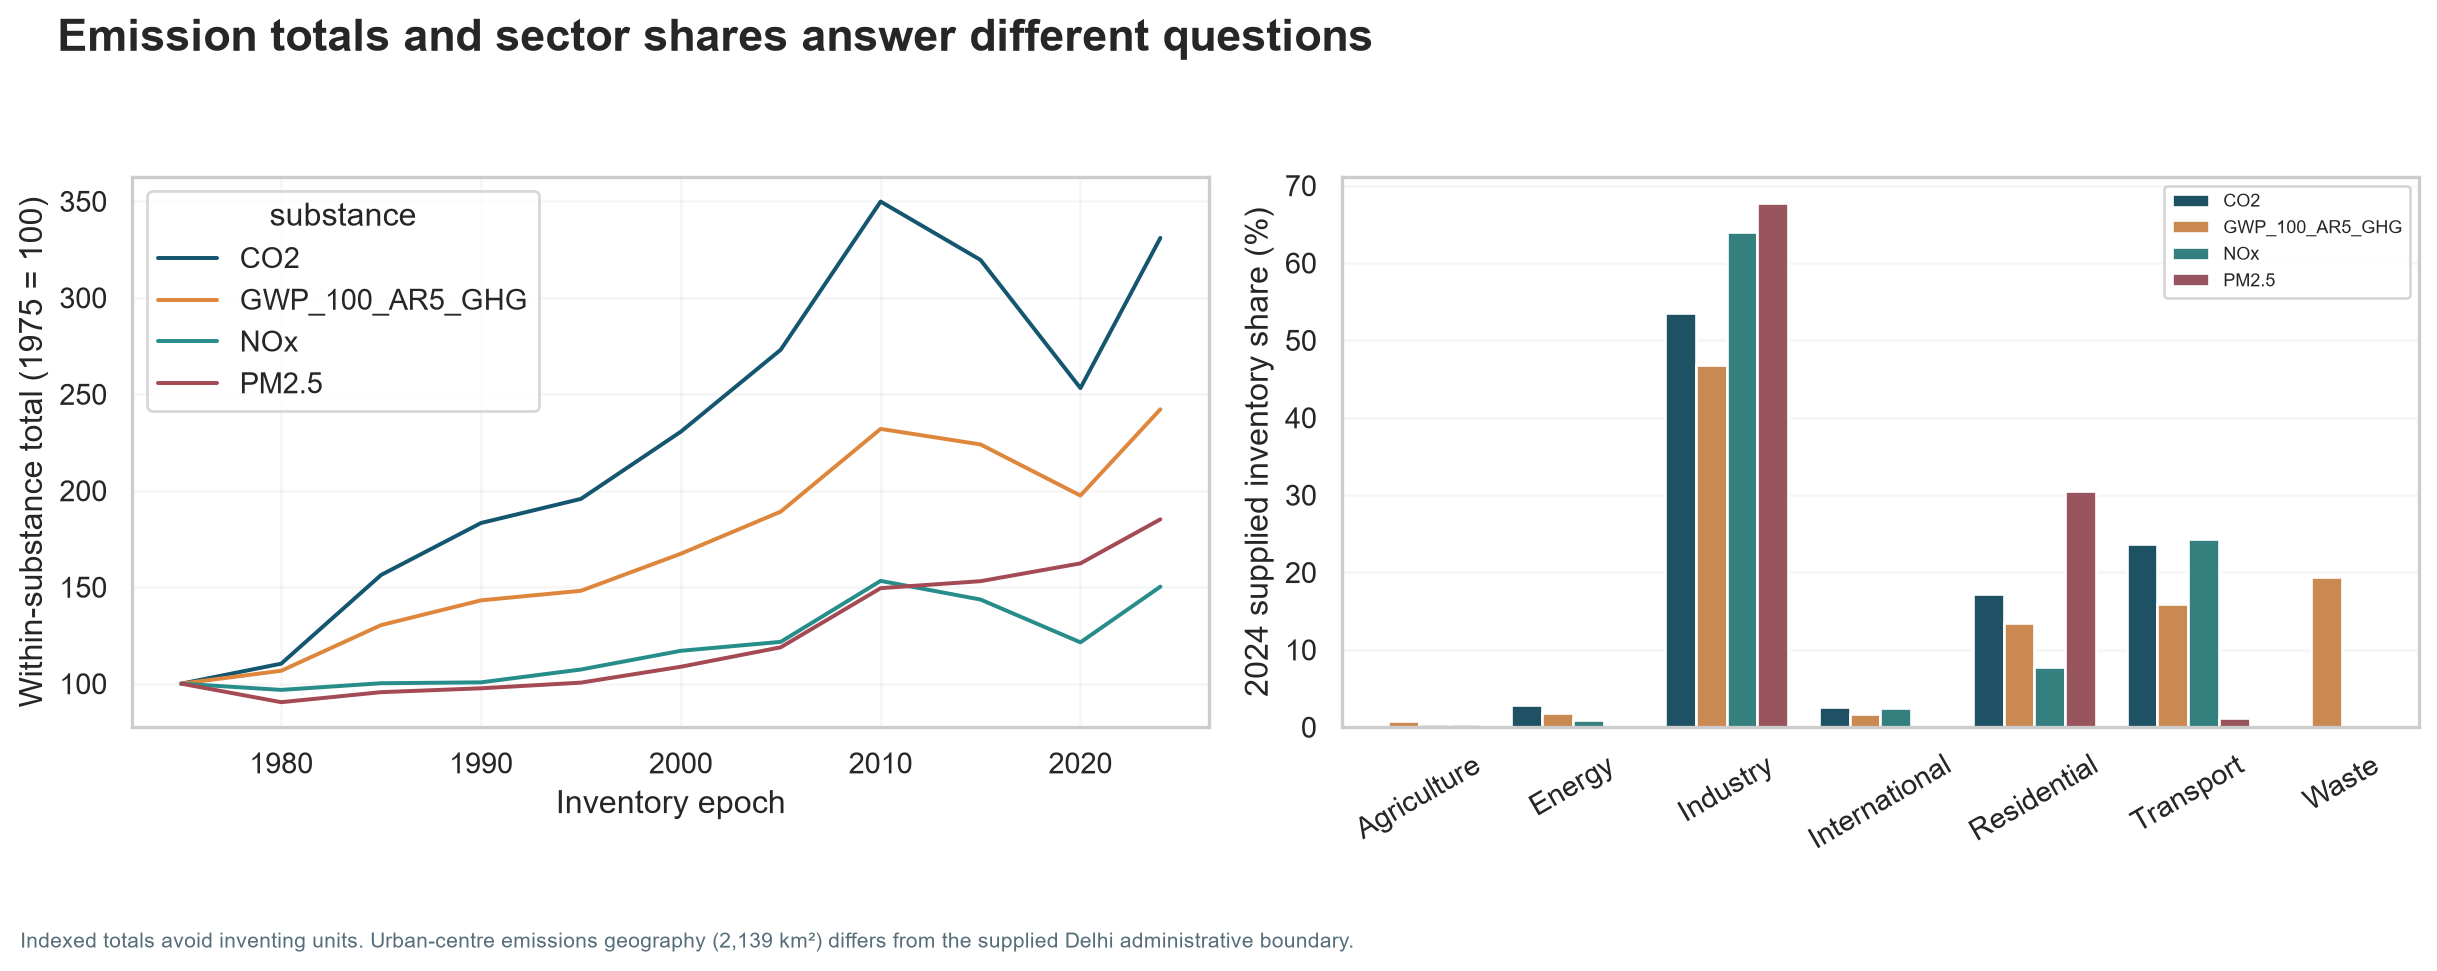 Emission totals and sector shares answer different questions
Within-substance total (1975 = 100)
350
300
250
200
150
100
substance
CO2
GWP_100_AR5_GHG
NOx
PM2.5
1980
1990
2000
2010
2020
Inventory epoch
2024 supplied inventory share (%)
70
60
50
40
30
20
10
0
CO2
GWP_100_AR5_GHG
NOx
PM2.5
Agriculture
Energy
Industry
International
Residential
Transport
Waste
Indexed totals avoid inventing units. Urban-centre emissions geography (2,139 km²) differs from the supplied Delhi administrative boundary.